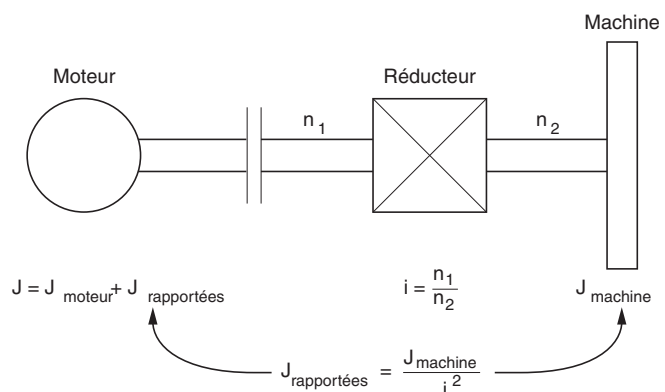 Machine
Moteur
Réducteur
n1
n2
J = J moteur + J rapportées
i = n1/n2
J machine
J rapportées = J machine/i²